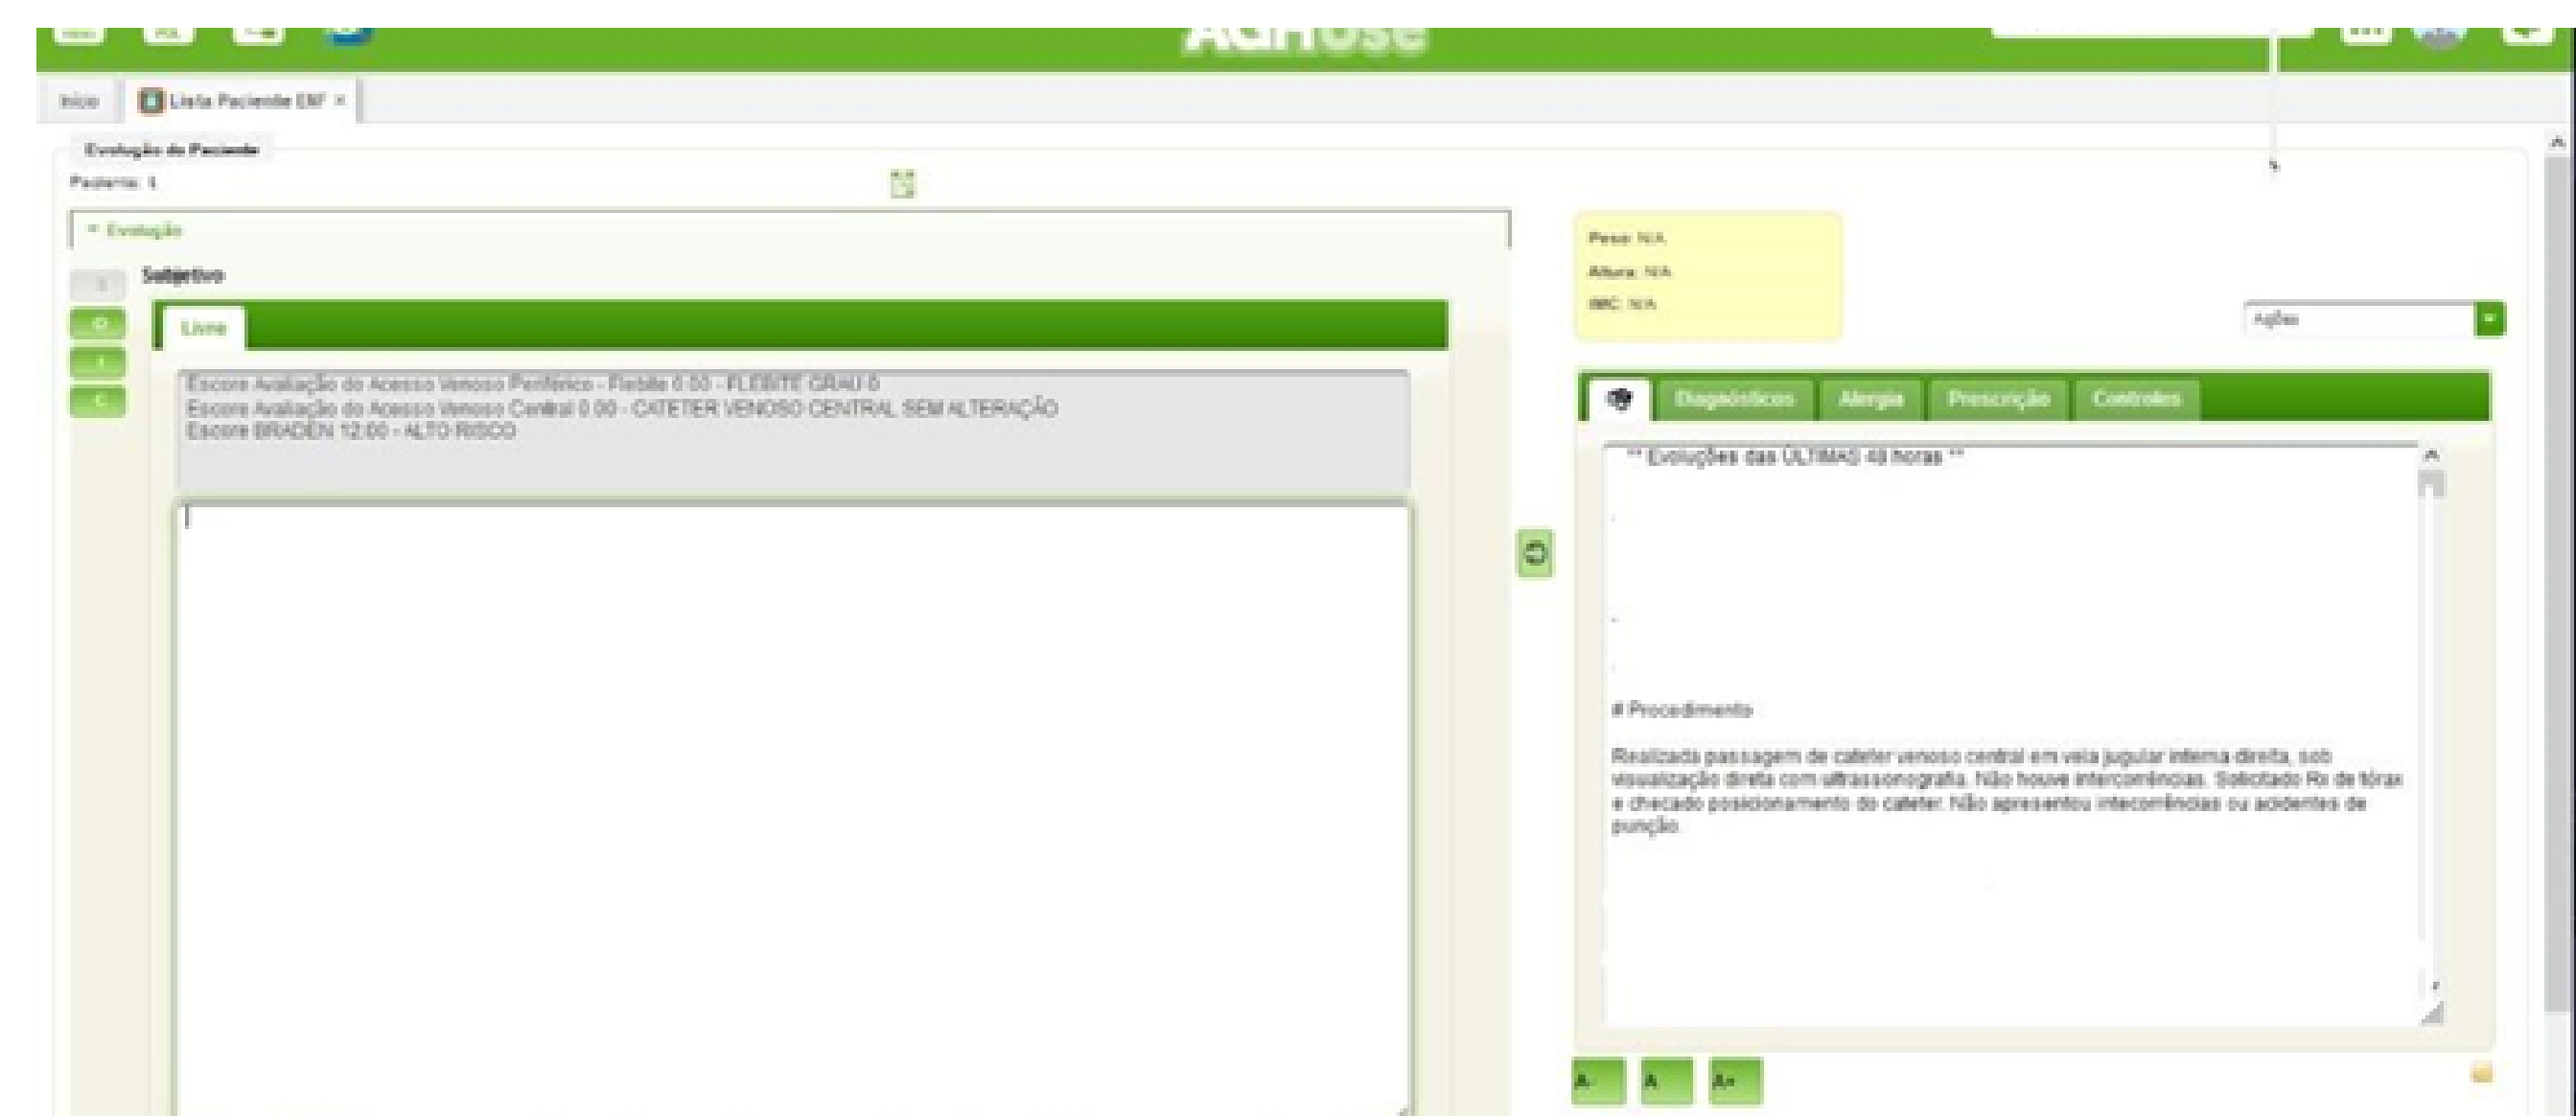 AGHUse
Início
Lista Paciente ENF ×
Evolução do Paciente
Evolução
Subjetivo
O
I
C
Livre
Escore Avaliação do Acesso Venoso Periférico - Flebite 0.00 - FLEBITE GRAU 0
Escore Avaliação do Acesso Venoso Central 0.00 - CATETER VENOSO CENTRAL SEM ALTERAÇÃO
Escore BRADEN 12.00 - ALTO RISCO
Peso: N/A
Altura: N/A
IMC: N/A
Ações
Diagnósticos Alergia Prescrição Controles
** Evoluções das ÚLTIMAS 48 horas **
# Procedimento
Realizada passagem de cateter venoso central em veia jugular interna direita, sob
visualização direta com ultrassonografia. Não houve intercorrências. Solicitado Rx de tórax
e checado posicionamento do cateter. Não apresentou intecorrências ou acidentes de
punção.
A- A A+